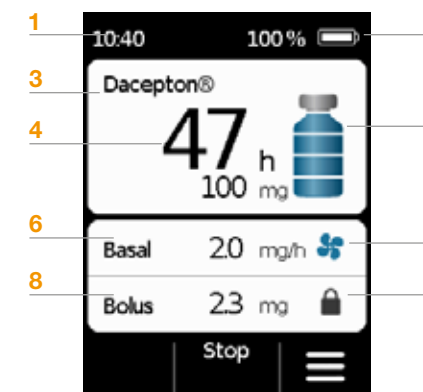 1
10:40 100 %
3
Dacepton®
4
47 h
100 mg
6
Basal 2.0 mg/h
8
Bolus 2.3 mg
Stop